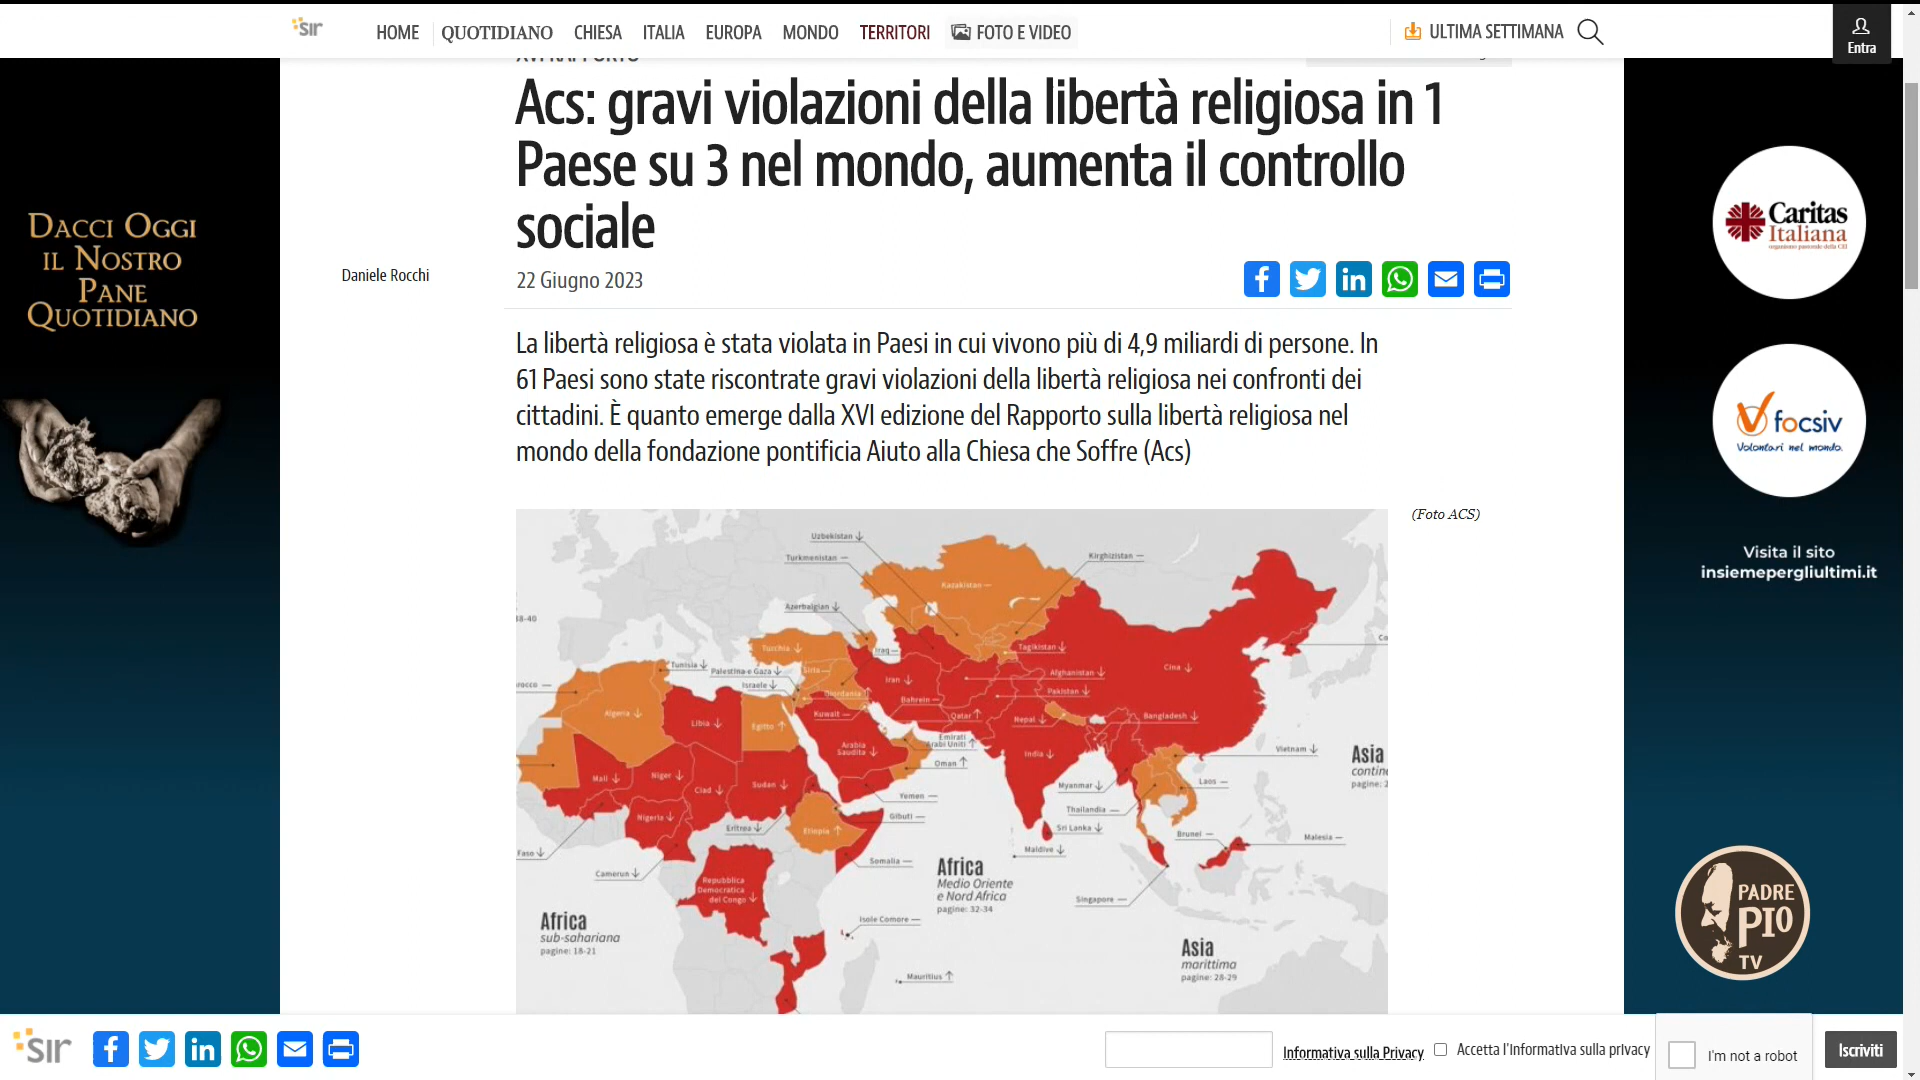 Sir
HOME
QUOTIDIANO
CHIESA
ITALIA
EUROPA
MONDO
TERRITORI
FOTO E VIDEO
ULTIMA SETTIMANA
Entra
Acs: gravi violazioni della libertà religiosa in 1
Paese su 3 nel mondo, aumenta il controllo
sociale
Daniele Rocchi
22 Giugno 2023
La libertà religiosa è stata violata in Paesi in cui vivono più di 4,9 miliardi di persone. In
61 Paesi sono state riscontrate gravi violazioni della libertà religiosa nei confronti dei
cittadini. È quanto emerge dalla XVI edizione del Rapporto sulla libertà religiosa nel
mondo della fondazione pontificia Aiuto alla Chiesa che Soffre (Acs)
(Foto ACS)
DACCI OGGI
IL NOSTRO
PANE
QUOTIDIANO
Caritas
Italiana
organismo pastorale della CEI
focsiv
Volontari nel mondo.
Visita il sito
insiemepergliultimi.it
PADRE
PIO
TV
Uzbekistan ↓
Turkmenistan —
Kirghizistan —
Kazakistan —
Azerbaigian ↓
38-40
Turchia ↓
Iraq —
Tagikistan ↓
Tunisia ↓
Palestina e Gaza ↓
Siria —
Israele ↓
Giordania ↑
Iran ↓
Afghanistan ↓
Cina ↓
Pakistan ↓
Bahrein —
Kuwait —
Qatar ↑
Nepal ↓
Bangladesh ↓
Algeria ↓
Libia ↓
Egitto ↑
Emirati
Arabi Uniti ↑
Arabia
Saudita ↓
India ↓
Vietnam ↓
Oman ↑
Asia
contin
Mali ↓
Niger ↓
Ciad ↓
Sudan ↓
Myanmar ↓
Laos —
Yemen —
Thailandia —
Gibuti —
Nigeria ↓
Eritrea ↓
Etiopia ↑
Sri Lanka ↓
Brunei —
Malesia —
Faso ↓
Maldive ↓
Somalia —
Camerun ↓
Africa
Medio Oriente
e Nord Africa
pagine: 32-34
Repubblica
Democratica
del Congo ↓
Singapore —
Africa
sub-sahariana
pagine: 18-21
Isole Comore —
Asia
marittima
pagine: 28-29
Mauritius ↑
Sir
Informativa sulla Privacy
Accetta l'informativa sulla privacy
I'm not a robot
Iscriviti